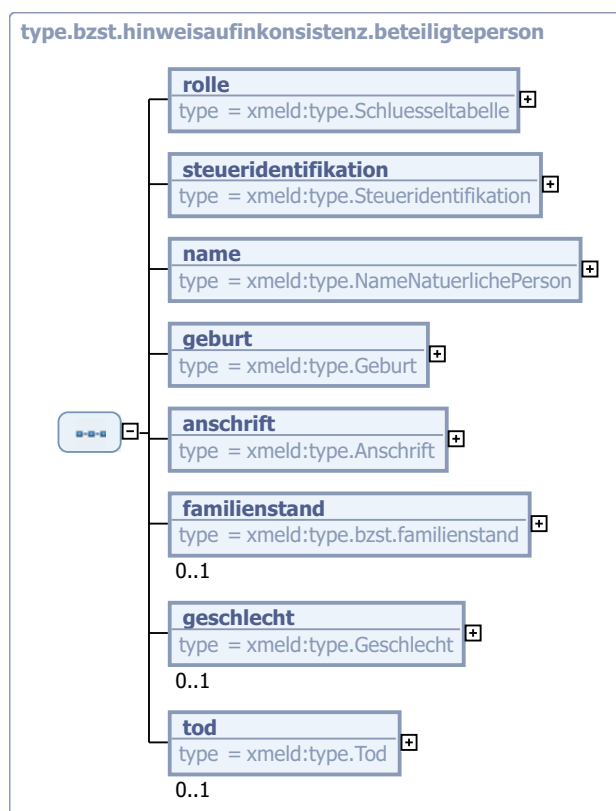 type.bzst.hinweisaufinkonsistenz.beteiligteperson
rolle
type = xmeld:type.Schluesseltabelle
steueridentifikation
type = xmeld:type.Steueridentifikation
name
type = xmeld:type.NameNatuerlichePerson
geburt
type = xmeld:type.Geburt
anschrift
type = xmeld:type.Anschrift
familienstand
type = xmeld:type.bzst.familienstand
0..1
geschlecht
type = xmeld:type.Geschlecht
0..1
tod
type = xmeld:type.Tod
0..1